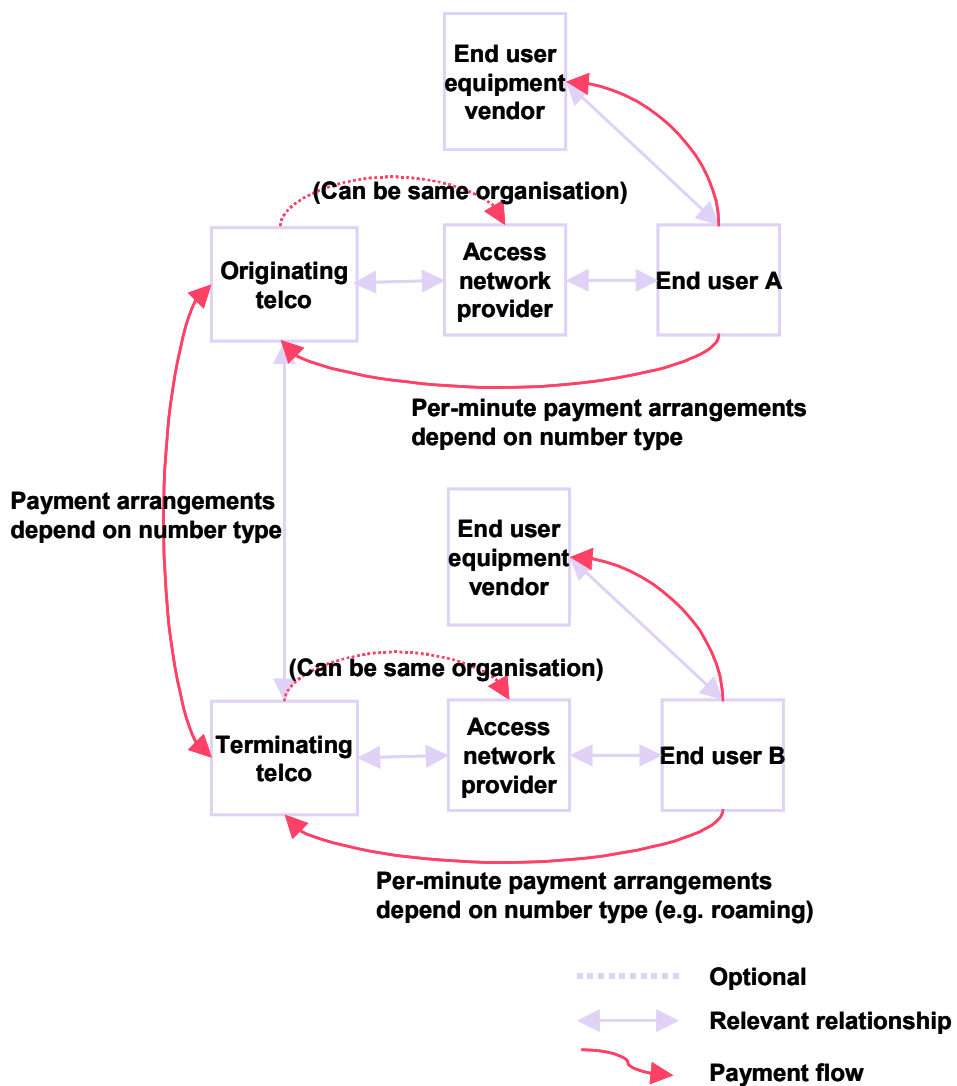 End user
equipment
vendor
(Can be same organisation)
Originating
telco
Access
network
provider
End user A
Per-minute payment arrangements
depend on number type
Payment arrangements
depend on number type
End user
equipment
vendor
(Can be same organisation)
Terminating
telco
Access
network
provider
End user B
Per-minute payment arrangements
depend on number type (e.g. roaming)
Optional
Relevant relationship
Payment flow